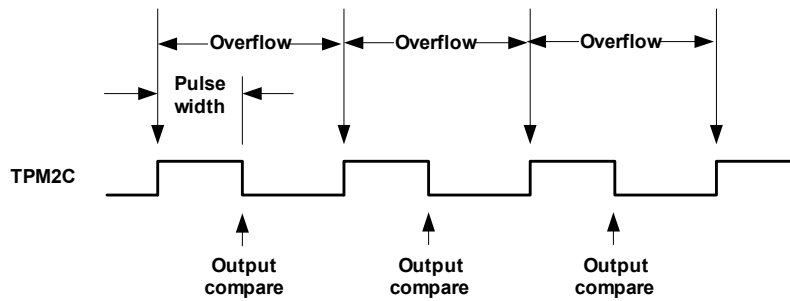 Overflow Overflow Overflow
Pulse
width
TPM2C
Output Output Output
compare compare compare